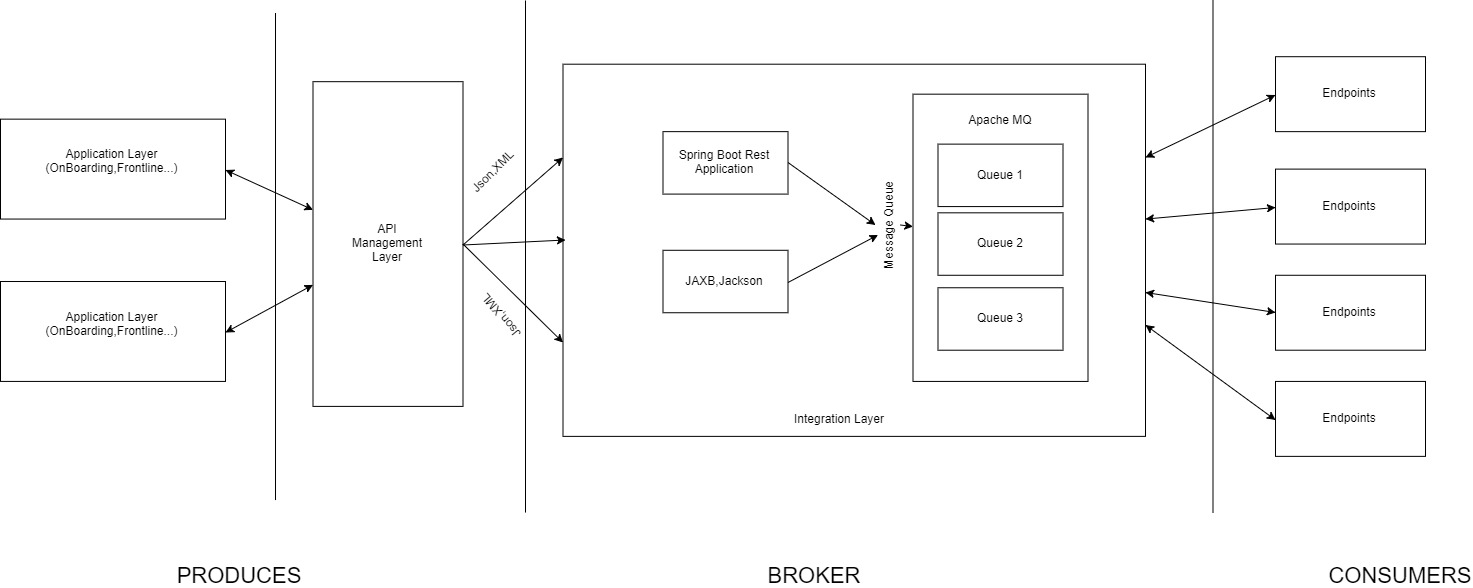 Application Layer
(OnBoarding,Frontline...)
Application Layer
(OnBoarding,Frontline...)
API
Management
Layer
Json,XML
Json,XML
Spring Boot Rest
Application
JAXB,Jackson
Message Queue
Apache MQ
Queue 1
Queue 2
Queue 3
Integration Layer
Endpoints
Endpoints
Endpoints
Endpoints
PRODUCES
BROKER
CONSUMERS